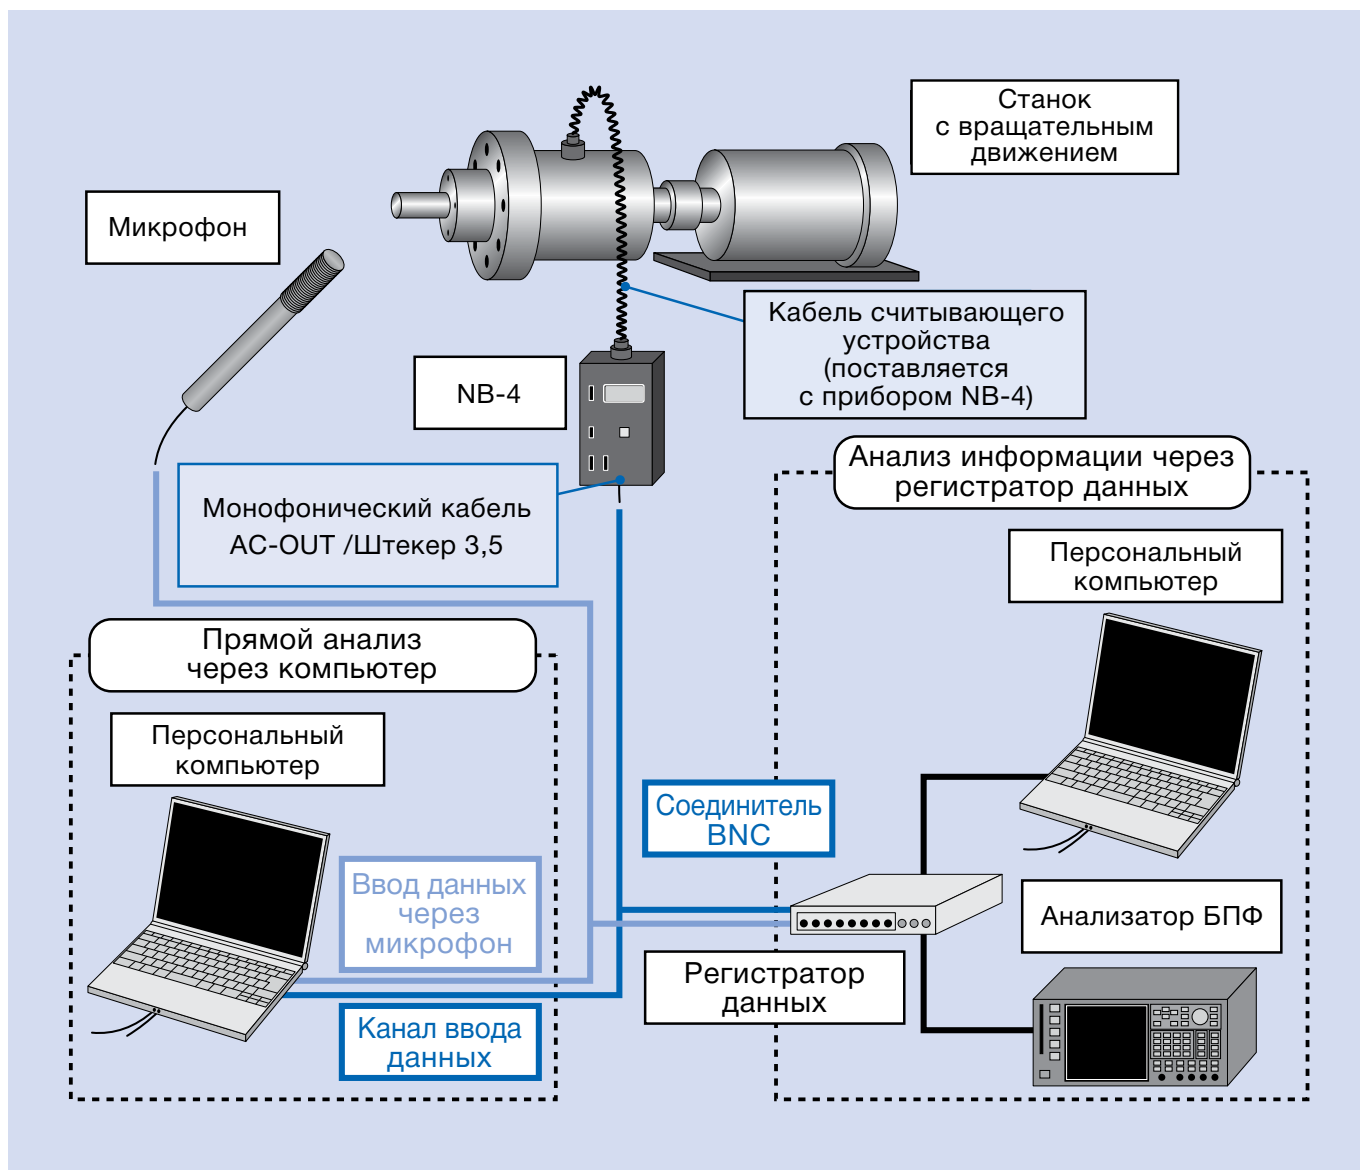 Станок
с вращательным
движением
Микрофон
Кабель считывающего
устройства
(поставляется
с прибором NB-4)
NB-4
Анализ информации через
регистратор данных
Монофонический кабель
AC-OUT /Штекер 3,5
Персональный
компьютер
Прямой анализ
через компьютер
Персональный
компьютер
Соединитель
BNC
Ввод данных
через
микрофон
Анализатор БПФ
Регистратор
данных
Канал ввода
данных